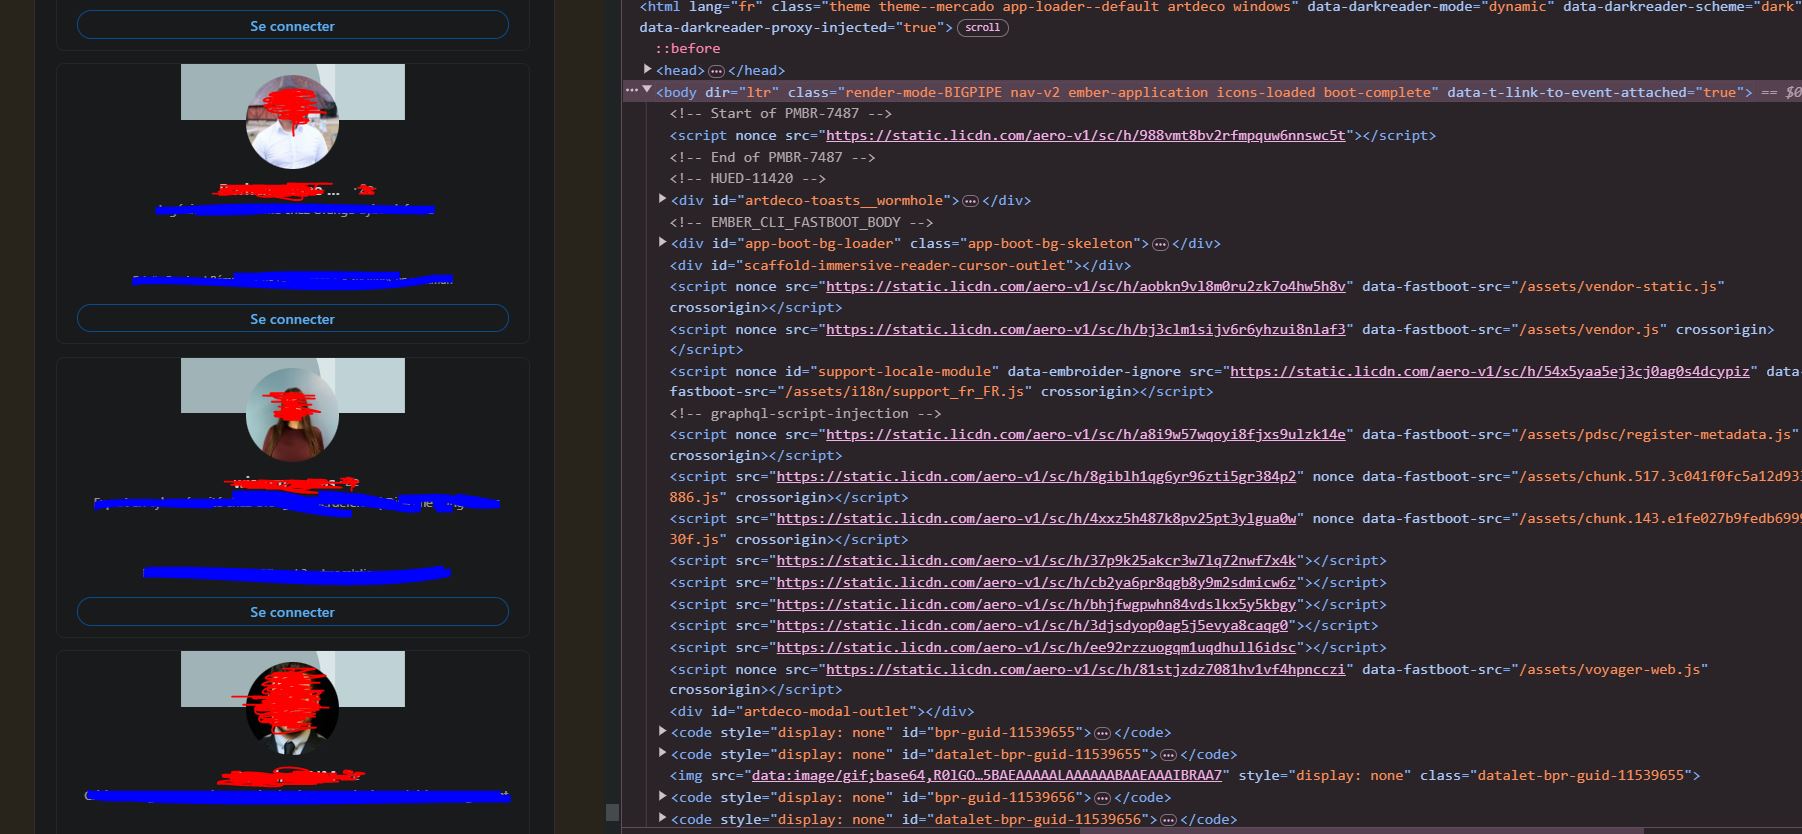 Se connecter
Se connecter
Se connecter
<html lang="fr" class="theme theme--mercado app-loader--default artdeco windows" data-darkreader-mode="dynamic" data-darkreader-scheme="dark"
data-darkreader-proxy-injected="true"> scroll
::before
<head> ··· </head>
··· <body dir="ltr" class="render-mode-BIGPIPE nav-v2 ember-application icons-loaded boot-complete" data-t-link-to-event-attached="true"> == $0
<!-- Start of PMBR-7487 -->
<script nonce src="https://static.licdn.com/aero-v1/sc/h/988vmt8bv2rfmpquw6nnswc5t"></script>
<!-- End of PMBR-7487 -->
<!-- HUED-11420 -->
<div id="artdeco-toasts__wormhole"> ··· </div>
<!-- EMBER_CLI_FASTBOOT_BODY -->
<div id="app-boot-bg-loader" class="app-boot-bg-skeleton"> ··· </div>
<div id="scaffold-immersive-reader-cursor-outlet"></div>
<script nonce src="https://static.licdn.com/aero-v1/sc/h/aobkn9vl8m0ru2zk7o4hw5h8v" data-fastboot-src="/assets/vendor-static.js"
crossorigin></script>
<script nonce src="https://static.licdn.com/aero-v1/sc/h/bj3clm1sijv6r6yhzui8nlaf3" data-fastboot-src="/assets/vendor.js" crossorigin>
</script>
<script nonce id="support-locale-module" data-embroider-ignore src="https://static.licdn.com/aero-v1/sc/h/54x5yaa5ej3cj0ag0s4dcypiz" data-
fastboot-src="/assets/i18n/support_fr_FR.js" crossorigin></script>
<!-- graphql-script-injection -->
<script nonce src="https://static.licdn.com/aero-v1/sc/h/a8i9w57wqoyi8fjxs9ulzk14e" data-fastboot-src="/assets/pdsc/register-metadata.js"
crossorigin></script>
<script src="https://static.licdn.com/aero-v1/sc/h/8giblh1qg6yr96zti5gr384p2" nonce data-fastboot-src="/assets/chunk.517.3c041f0fc5a12d93
886.js" crossorigin></script>
<script src="https://static.licdn.com/aero-v1/sc/h/4xxz5h487k8pv25pt3ylgua0w" nonce data-fastboot-src="/assets/chunk.143.e1fe027b9fedb699
30f.js" crossorigin></script>
<script src="https://static.licdn.com/aero-v1/sc/h/37p9k25akcr3w7lq72nwf7x4k"></script>
<script src="https://static.licdn.com/aero-v1/sc/h/cb2ya6pr8qgb8y9m2sdmicw6z"></script>
<script src="https://static.licdn.com/aero-v1/sc/h/bhjfwgpwhn84vdslkx5y5kbgy"></script>
<script src="https://static.licdn.com/aero-v1/sc/h/3djsdyop0ag5j5evya8caqg0"></script>
<script src="https://static.licdn.com/aero-v1/sc/h/ee92rzzuogqm1uqdhull6idsc"></script>
<script nonce src="https://static.licdn.com/aero-v1/sc/h/81stjzdz7081hv1vf4hpncczi" data-fastboot-src="/assets/voyager-web.js"
crossorigin></script>
<div id="artdeco-modal-outlet"></div>
<code style="display: none" id="bpr-guid-11539655"> ··· </code>
<code style="display: none" id="datalet-bpr-guid-11539655"> ··· </code>
<img src="data:image/gif;base64,R0lGO…5BAEAAAAALAAAAAABAAEAAAIBRAA7" style="display: none" class="datalet-bpr-guid-11539655">
<code style="display: none" id="bpr-guid-11539656"> ··· </code>
<code style="display: none" id="datalet-bpr-guid-11539656"> ··· </code>